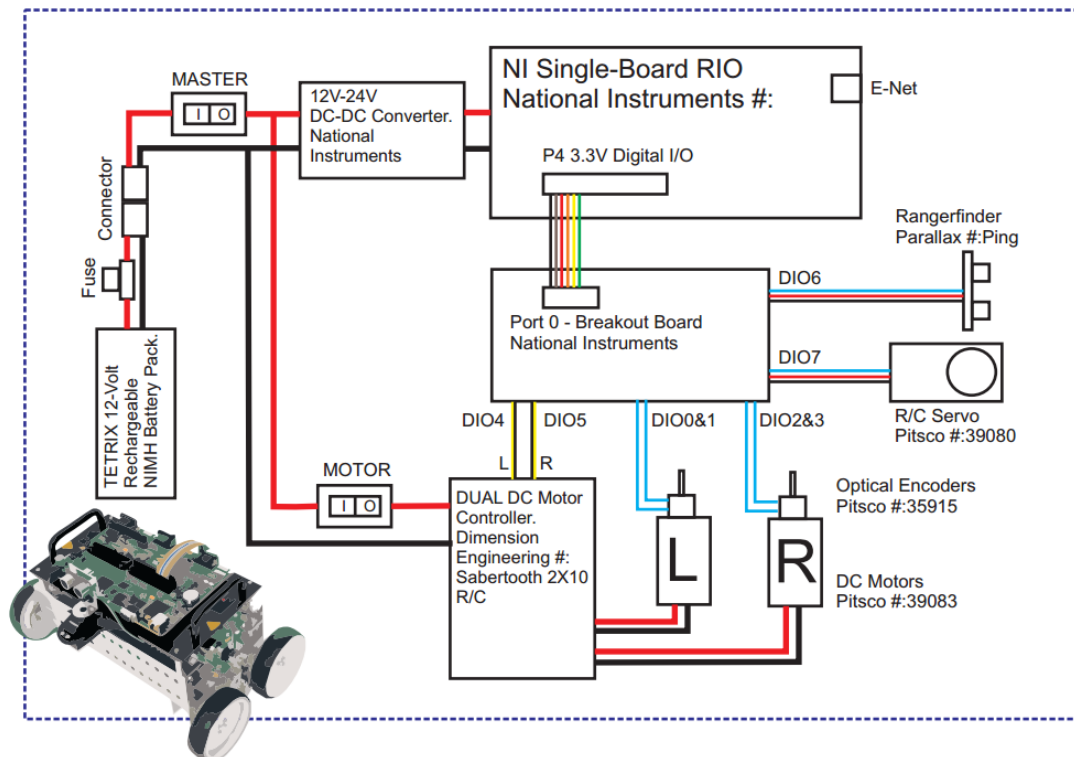 MASTER
I O
12V-24V
DC-DC Converter.
National
Instruments
NI Single-Board RIO
National Instruments #:
E-Net
P4 3.3V Digital I/O
Connector
Fuse
TETRIX 12-Volt
Rechargeable
NIMH Battery Pack.
Rangerfinder
Parallax #:Ping
DIO6
Port 0 - Breakout Board
National Instruments
DIO7
R/C Servo
Pitsco #:39080
DIO4
DIO5
DIO0&1
DIO2&3
L
R
MOTOR
I O
DUAL DC Motor
Controller.
Dimension
Engineering #:
Sabertooth 2X10
R/C
L
R
Optical Encoders
Pitsco #:35915
DC Motors
Pitsco #:39083